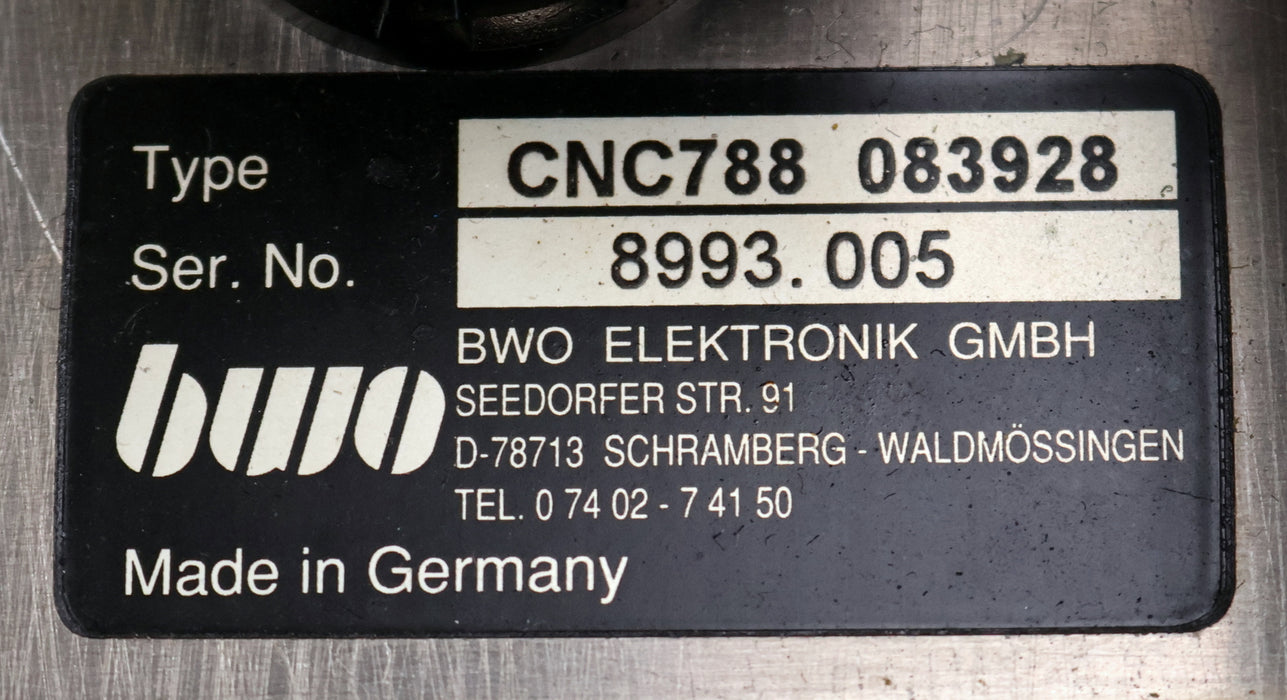 Type CNC788 083928
Ser. No. 8993.005
bwo
BWO ELEKTRONIK GMBH
SEEDORFER STR. 91
D-78713 SCHRAMBERG - WALDMÖSSINGEN
TEL. 0 74 02 - 7 41 50
Made in Germany